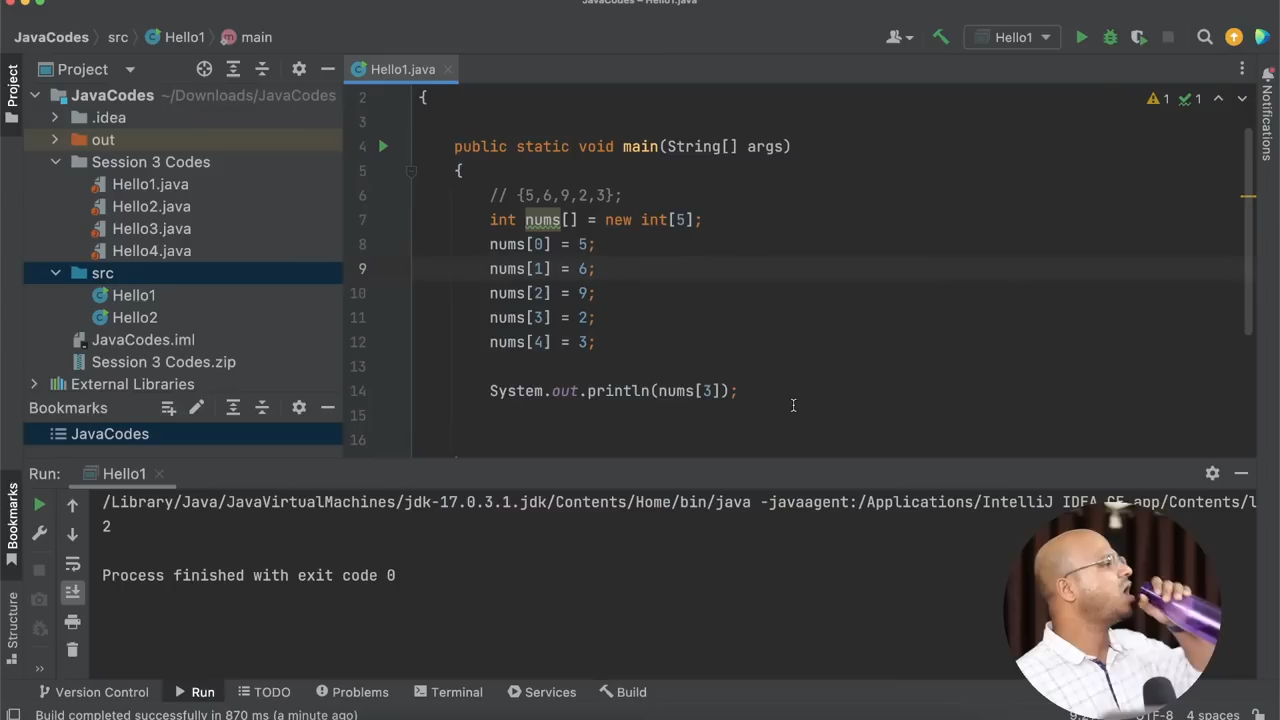 JavaCodes – Hello1.java
JavaCodes src Hello1 main
Hello1
Project
Project
JavaCodes ~/Downloads/JavaCodes
.idea
out
Session 3 Codes
Hello1.java
Hello2.java
Hello3.java
Hello4.java
src
Hello1
Hello2
JavaCodes.iml
Session 3 Codes.zip
External Libraries
Bookmarks
JavaCodes
Hello1.java
1 1
Notifications
2 {
3
4 public static void main(String[] args)
5 {
6 // {5,6,9,2,3};
7 int nums[] = new int[5];
8 nums[0] = 5;
9 nums[1] = 6;
10 nums[2] = 9;
11 nums[3] = 2;
12 nums[4] = 3;
13
14 System.out.println(nums[3]);
15
16
Run: Hello1
Bookmarks
Structure
/Library/Java/JavaVirtualMachines/jdk-17.0.3.1.jdk/Contents/Home/bin/java -javaagent:/Applications/IntelliJ IDEA CE.app/Contents/l
2
Process finished with exit code 0
Version Control Run TODO Problems Terminal Services Build
Build completed successfully in 870 ms (a minute ago)
UTF-8 4 spaces